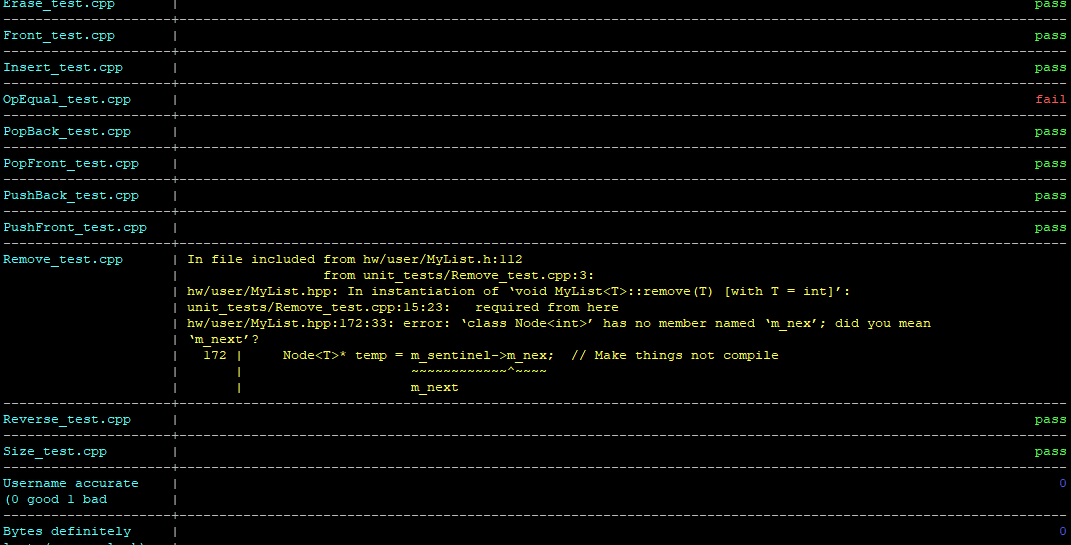 Erase_test.cpp | pass
--------------------+---------------------------------------------------------------------------------------------------------------
Front_test.cpp | pass
--------------------+---------------------------------------------------------------------------------------------------------------
Insert_test.cpp | pass
--------------------+---------------------------------------------------------------------------------------------------------------
OpEqual_test.cpp | fail
--------------------+---------------------------------------------------------------------------------------------------------------
PopBack_test.cpp | pass
--------------------+---------------------------------------------------------------------------------------------------------------
PopFront_test.cpp | pass
--------------------+---------------------------------------------------------------------------------------------------------------
PushBack_test.cpp | pass
--------------------+---------------------------------------------------------------------------------------------------------------
PushFront_test.cpp | pass
--------------------+---------------------------------------------------------------------------------------------------------------
Remove_test.cpp | In file included from hw/user/MyList.h:112
| from unit_tests/Remove_test.cpp:3:
| hw/user/MyList.hpp: In instantiation of ‘void MyList<T>::remove(T) [with T = int]’:
| unit_tests/Remove_test.cpp:15:23: required from here
| hw/user/MyList.hpp:172:33: error: ‘class Node<int>’ has no member named ‘m_nex’; did you mean
| ‘m_next’?
| 172 | Node<T>* temp = m_sentinel->m_nex; // Make things not compile
| | ~~~~~~~~~~~~^~~~~
| | m_next
--------------------+---------------------------------------------------------------------------------------------------------------
Reverse_test.cpp | pass
--------------------+---------------------------------------------------------------------------------------------------------------
Size_test.cpp | pass
--------------------+---------------------------------------------------------------------------------------------------------------
Username accurate | 0
(0 good 1 bad |
--------------------+---------------------------------------------------------------------------------------------------------------
Bytes definitely | 0